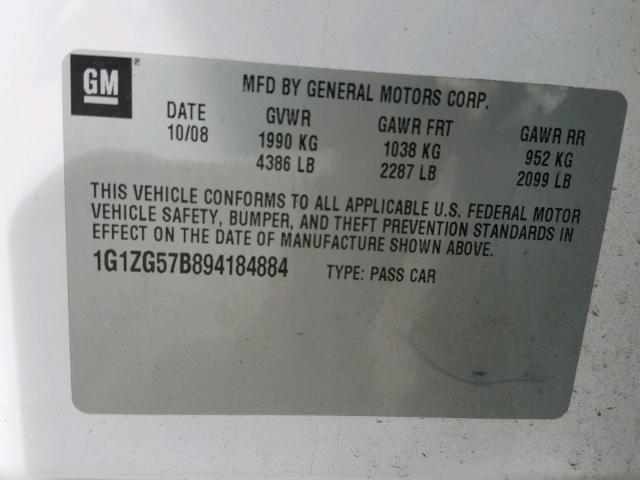 GM ®
MFD BY GENERAL MOTORS CORP.
DATE GVWR GAWR FRT GAWR RR
10/08 1990 KG 1038 KG 952 KG
4386 LB 2287 LB 2099 LB
THIS VEHICLE CONFORMS TO ALL APPLICABLE U.S. FEDERAL MOTOR
VEHICLE SAFETY, BUMPER, AND THEFT PREVENTION STANDARDS IN
EFFECT ON THE DATE OF MANUFACTURE SHOWN ABOVE.
1G1ZG57B894184884 TYPE: PASS CAR